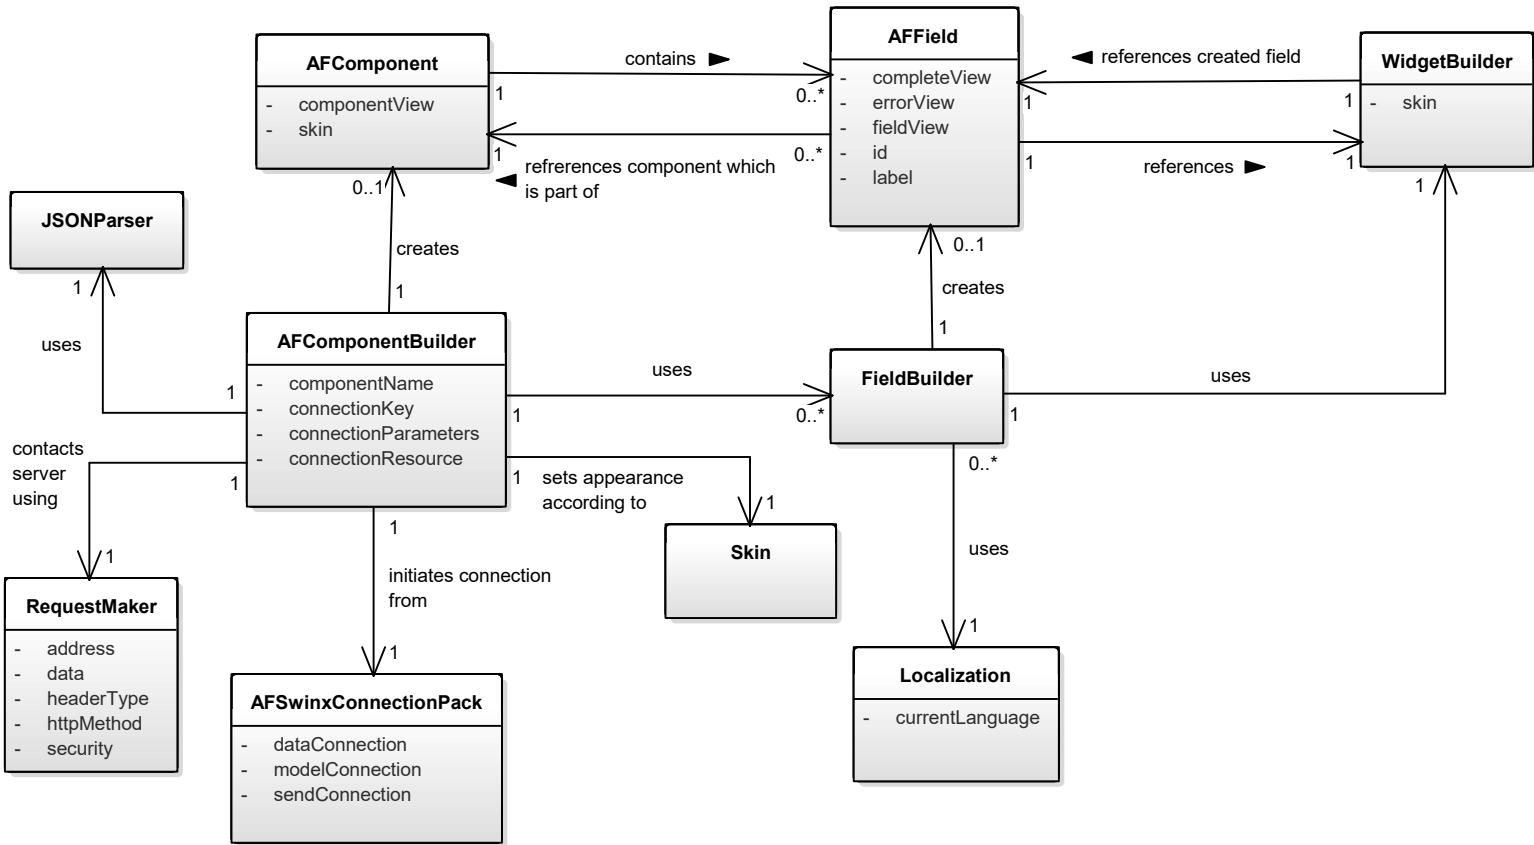 AFComponent
- componentView
- skin
contains ►
1
0..*
AFField
- completeView
- errorView
- fieldView
- id
- label
◄ references created field
1
1
WidgetBuilder
- skin
1
0..*
◄ refrerences component which
is part of
1
references ►
1
JSONParser
1
uses
1
0..1
creates
1
AFComponentBuilder
- componentName
- connectionKey
- connectionParameters
- connectionResource
uses
1
0..*
0..1
creates
1
FieldBuilder
1
uses
1
contacts
server
using
1
1
RequestMaker
- address
- data
- headerType
- httpMethod
- security
1
initiates connection
from
1
AFSwinxConnectionPack
- dataConnection
- modelConnection
- sendConnection
1
sets appearance
according to
1
Skin
0..*
uses
1
Localization
- currentLanguage